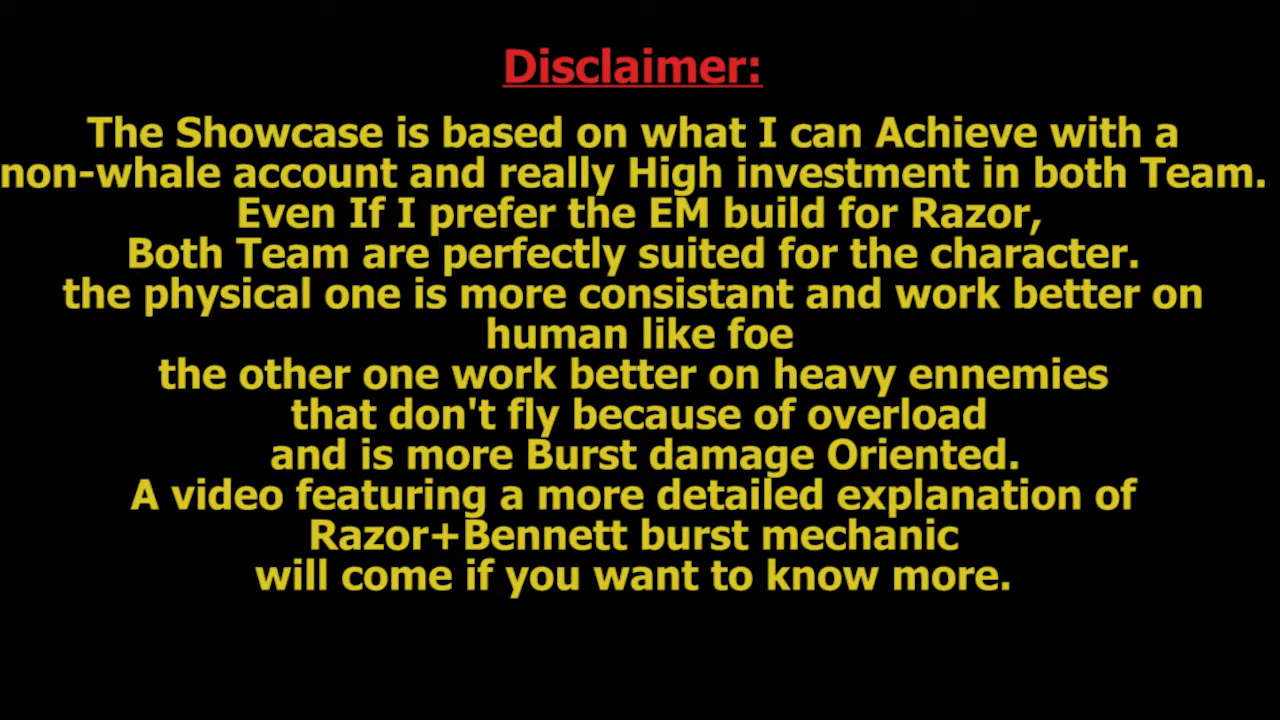 Disclaimer:
The Showcase is based on what I can Achieve with a
non-whale account and really High investment in both Team.
Even If I prefer the EM build for Razor,
Both Team are perfectly suited for the character.
the physical one is more consistant and work better on
human like foe
the other one work better on heavy ennemies
that don't fly because of overload
and is more Burst damage Oriented.
A video featuring a more detailed explanation of
Razor+Bennett burst mechanic
will come if you want to know more.